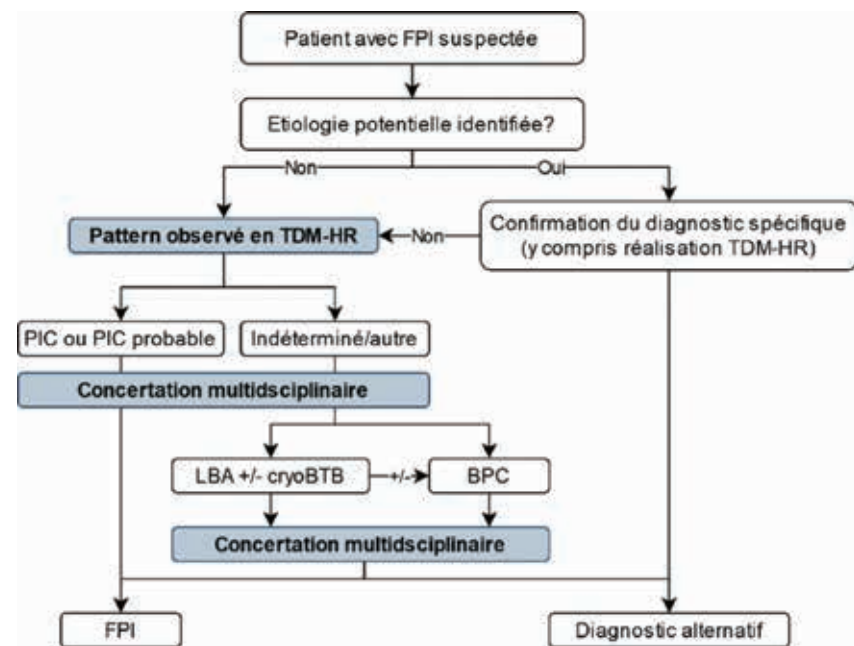 Patient avec FPI suspectée
Etiologie potentielle identifiée?
Non
Oui
Pattern observé en TDM-HR
Non
Confirmation du diagnostic spécifique
(y compris réalisation TDM-HR)
PIC ou PIC probable
Indéterminé/autre
Concertation multidsciplinaire
LBA +/- cryoBTB
+/-
BPC
Concertation multidsciplinaire
FPI
Diagnostic alternatif